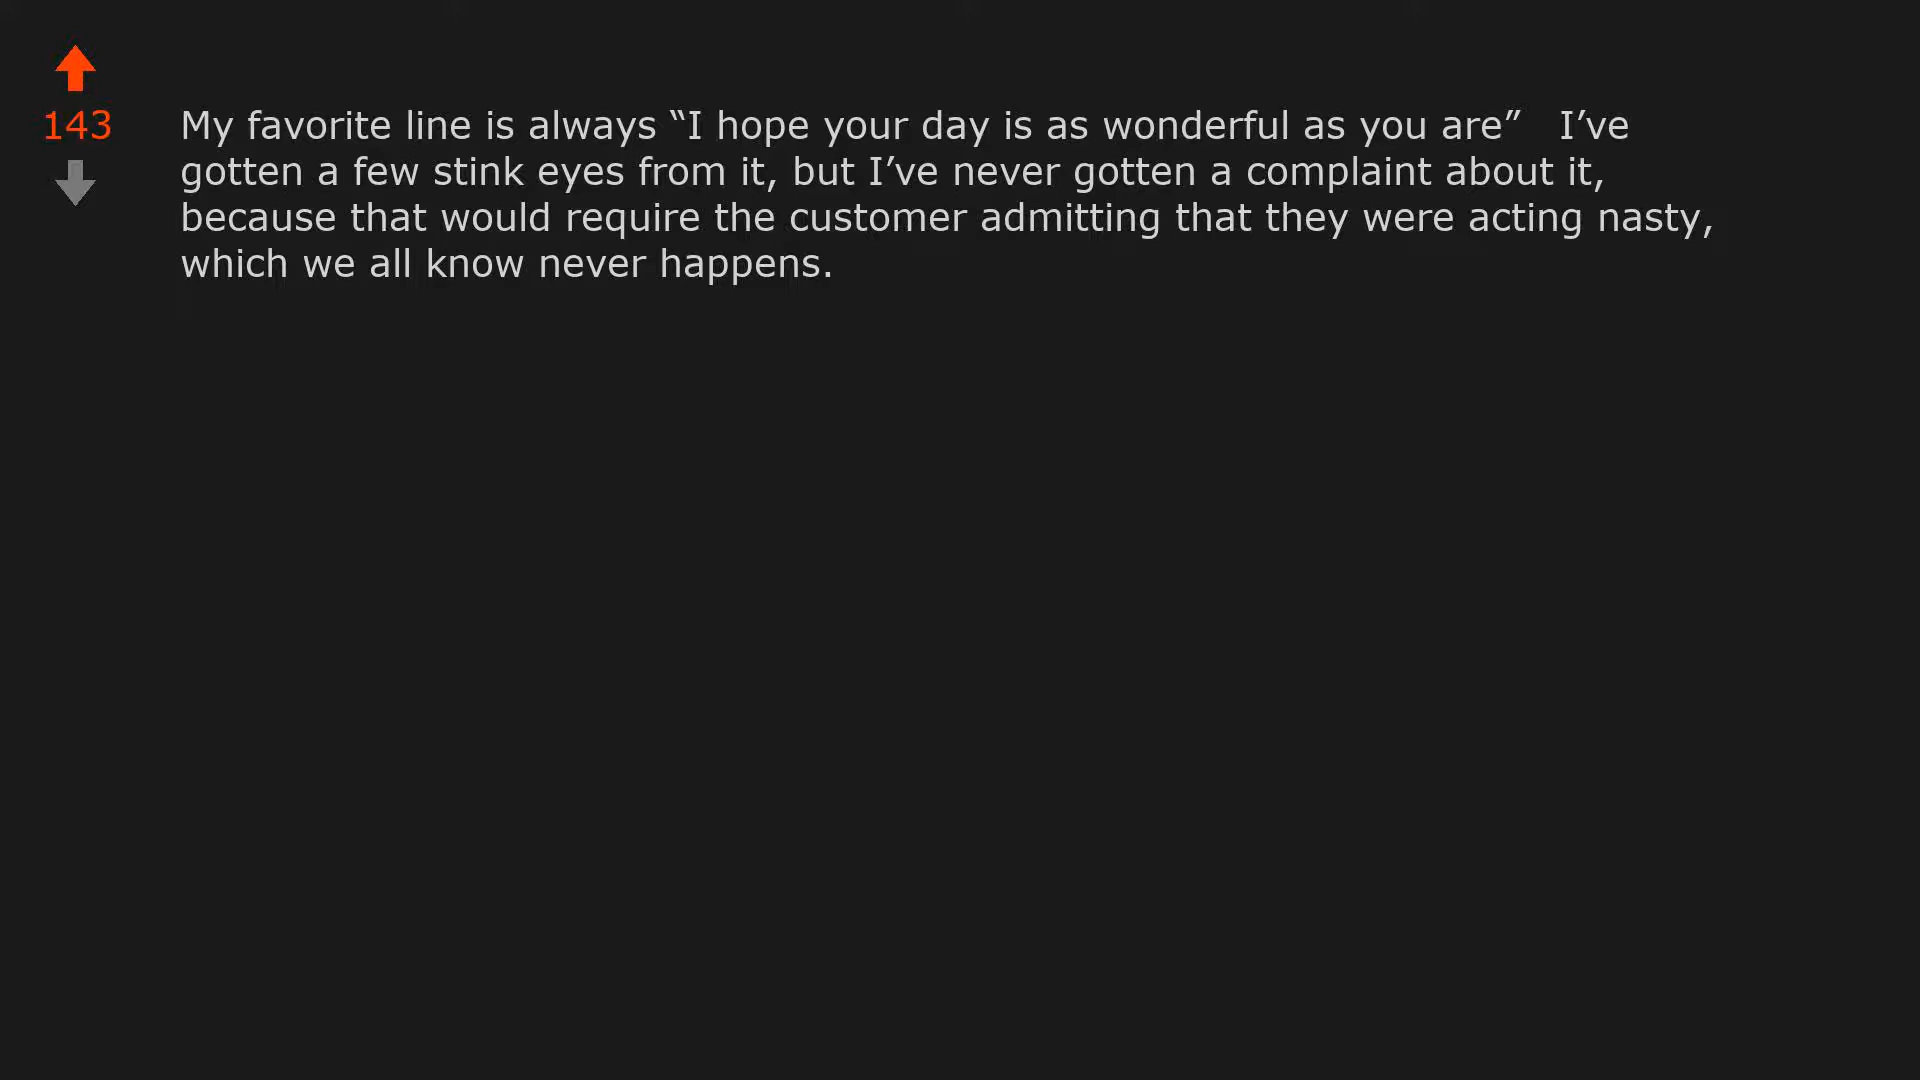 143
My favorite line is always “I hope your day is as wonderful as you are”   I’ve
gotten a few stink eyes from it, but I’ve never gotten a complaint about it,
because that would require the customer admitting that they were acting nasty,
which we all know never happens.